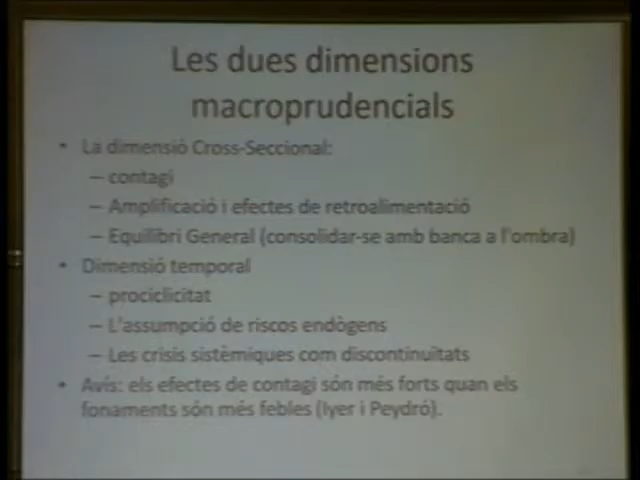 Les dues dimensions
macroprudencials
• La dimensió Cross-Seccional:
– contagi
– Amplificació i efectes de retroalimentació
– Equilibri General (consolidar-se amb banca a l'ombra)
• Dimensió temporal
– prociclicitat
– L'assumpció de riscos endògens
– Les crisis sistèmiques com discontinuïtats
• Avís: els efectes de contagi són més forts quan els
fonaments són més febles (Iyer i Peydró).